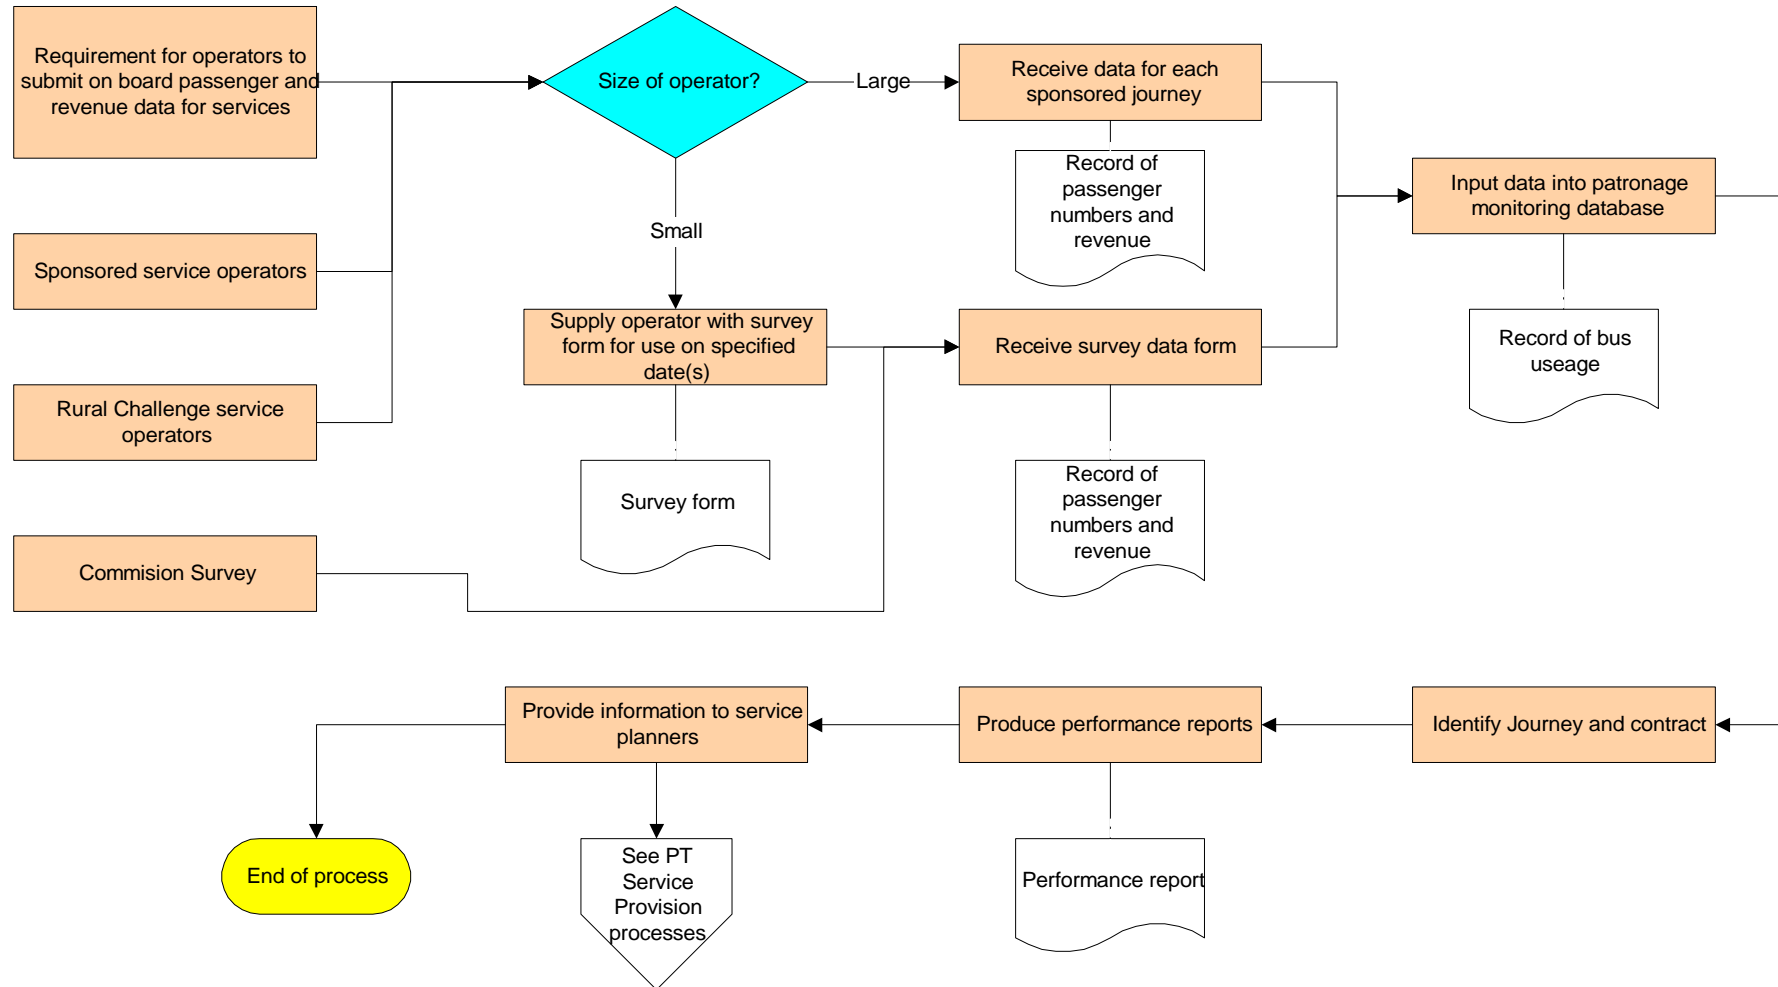 Requirement for operators to
submit on board passenger and
revenue data for services
Size of operator?
Large
Receive data for each
sponsored journey
Record of
passenger
numbers and
revenue
Input data into patronage
monitoring database
Small
Sponsored service operators
Supply operator with survey
form for use on specified
date(s)
Receive survey data form
Record of bus
useage
Rural Challenge service
operators
Survey form
Record of
passenger
numbers and
revenue
Commision Survey
Provide information to service
planners
Produce performance reports
Identify Journey and contract
End of process
See PT
Service
Provision
processes
Performance report